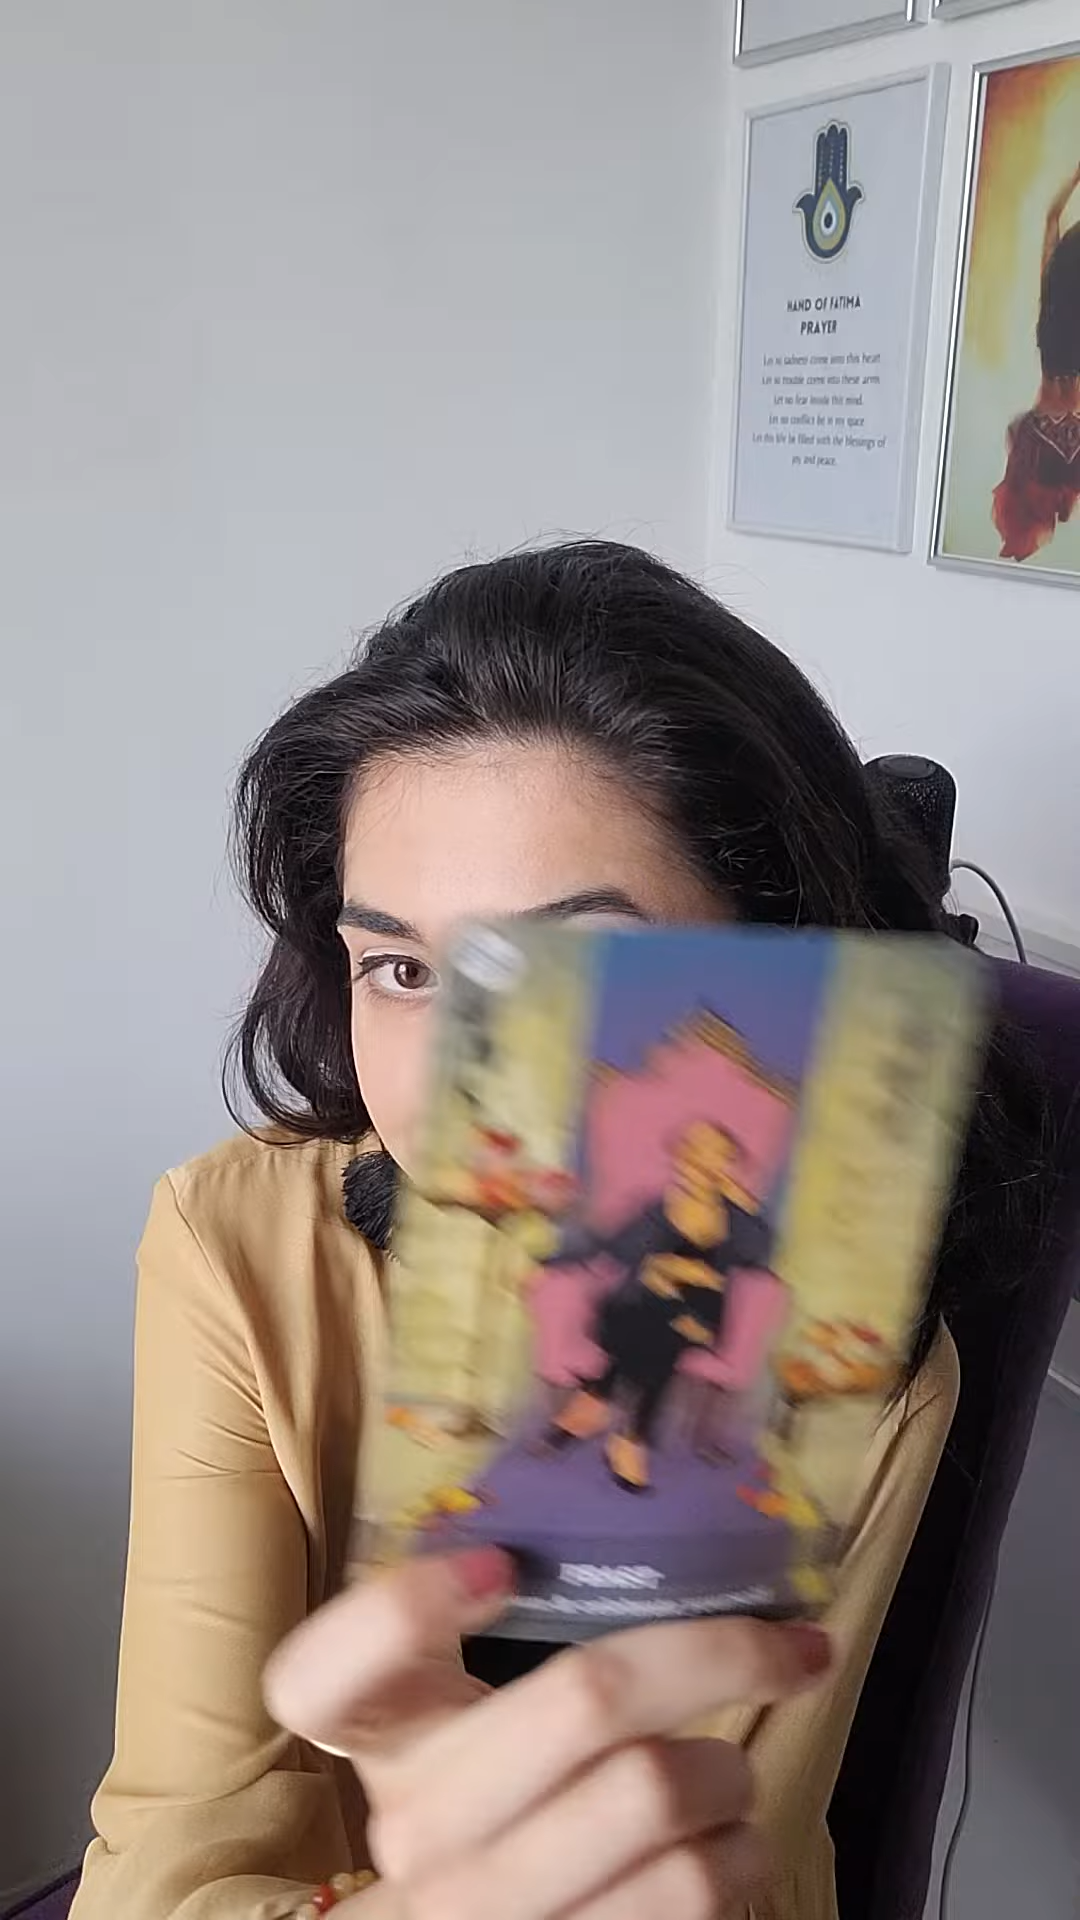 HAND OF FATIMA
PRAYER
Let no sadness come into this heart
Let no trouble come into these arms
Let no fear inside this mind.
Let no conflict be in my space
Let this life be filled with the blessings of
joy and peace.